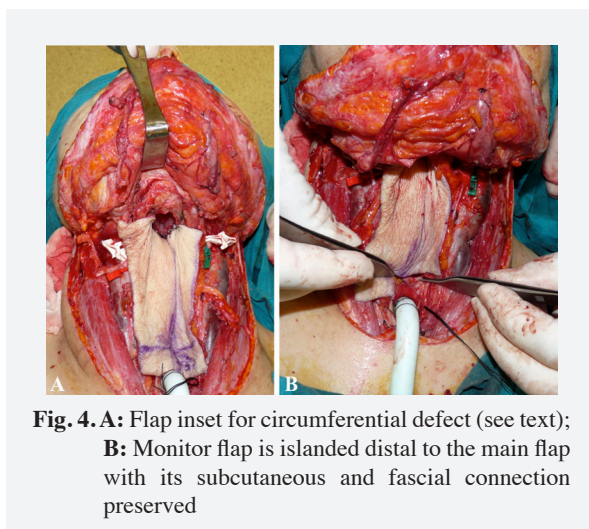 A
B
Fig. 4. A: Flap inset for circumferential defect (see text);
B: Monitor flap is islanded distal to the main flap
with its subcutaneous and fascial connection
preserved